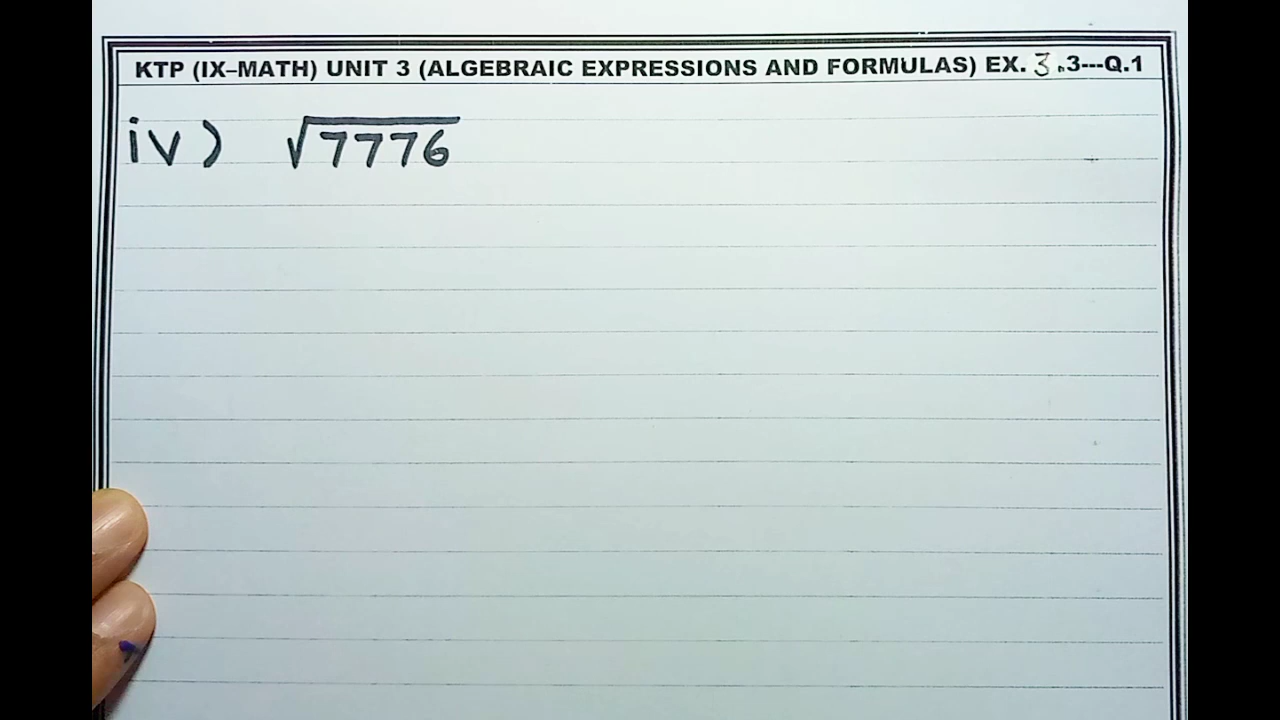 KTP (IX–MATH) UNIT 3 (ALGEBRAIC EXPRESSIONS AND FORMULAS) EX. 3.3---Q.1
iv) √7776